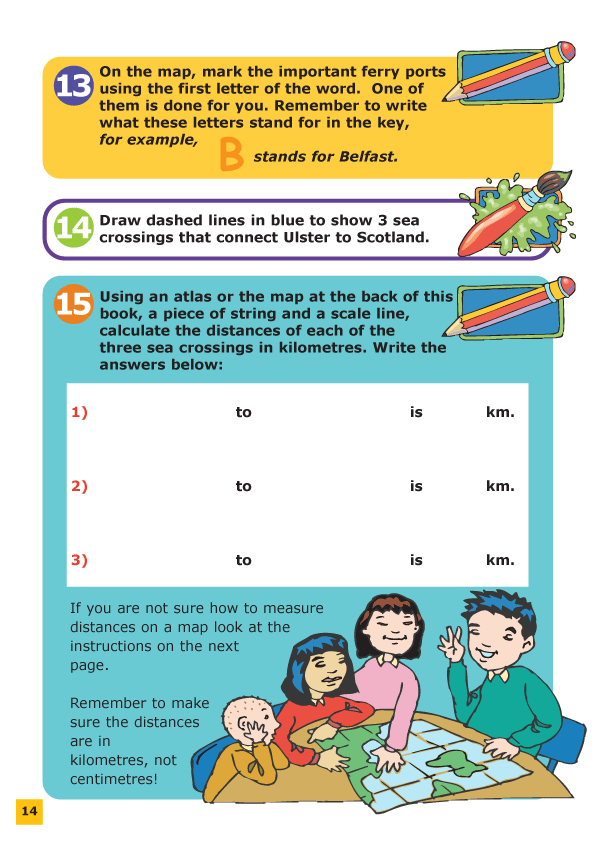 13
On the map, mark the important ferry ports
using the first letter of the word.  One of
them is done for you. Remember to write
what these letters stand for in the key,
for example,
B stands for Belfast.
14
Draw dashed lines in blue to show 3 sea
crossings that connect Ulster to Scotland.
15
Using an atlas or the map at the back of this
book, a piece of string and a scale line,
calculate the distances of each of the
three sea crossings in kilometres. Write the
answers below:
1) to is km.
2) to is km.
3) to is km.
If you are not sure how to measure
distances on a map look at the
instructions on the next
page.
Remember to make
sure the distances
are in
kilometres, not
centimetres!
14